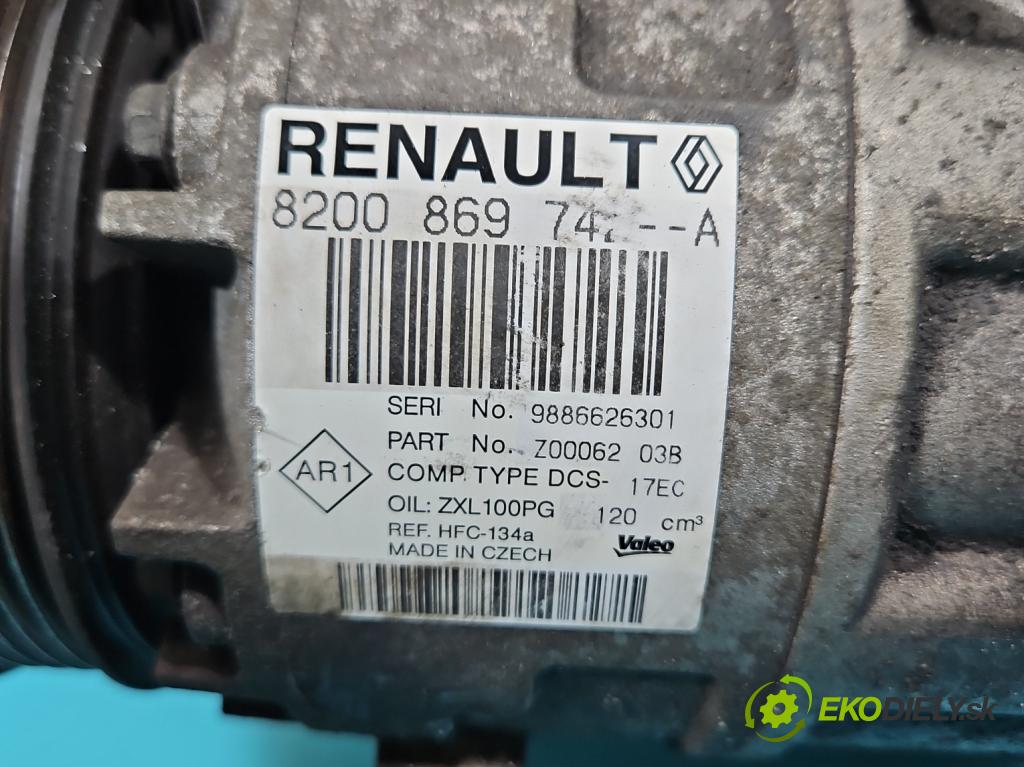 RENAULT
8200 869 --A
SERI No. 9886626301
PART No. Z00062 03B
AR1
COMP. TYPE DCS- 17EC
OIL: ZXL100PG 120 cm³
REF. HFC-134a
Valeo
MADE IN CZECH
EKODIELY.sk